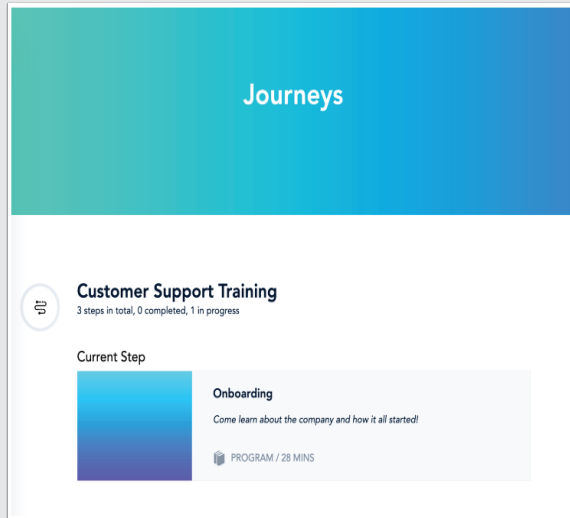 Journeys
Customer Support Training
3 steps in total, 0 completed, 1 in progress
Current Step
Onboarding
Come learn about the company and how it all started!
PROGRAM / 28 MINS